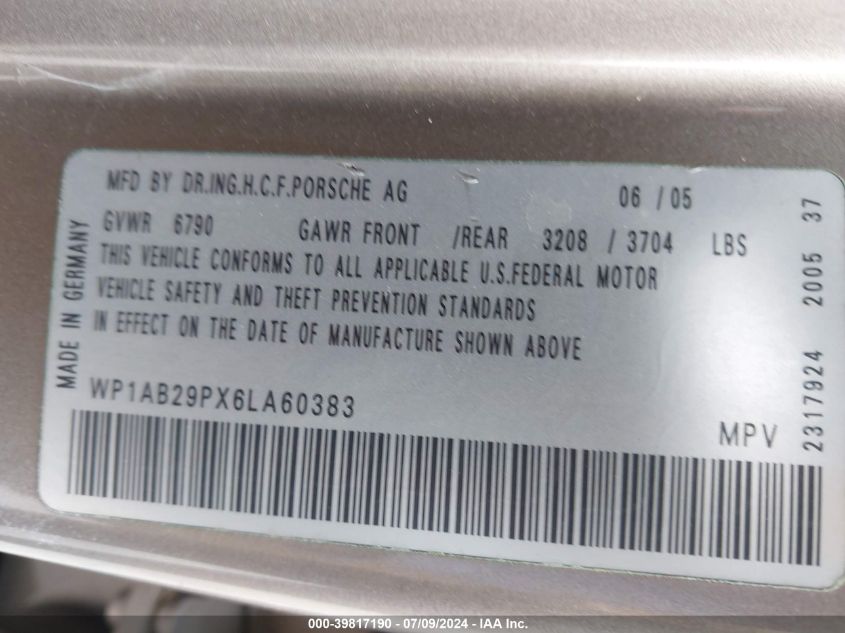 MFD BY DR.ING.H.C.F.PORSCHE AG 06 / 05
GVWR 6790 GAWR FRONT /REAR 3208 / 3704 LBS
THIS VEHICLE CONFORMS TO ALL APPLICABLE U.S.FEDERAL MOTOR
VEHICLE SAFETY AND THEFT PREVENTION STANDARDS
IN EFFECT ON THE DATE OF MANUFACTURE SHOWN ABOVE
WP1AB29PX6LA60383
MPV
MADE IN GERMANY
2317924 2005 37
000-39817190 - 07/09/2024 - IAA Inc.